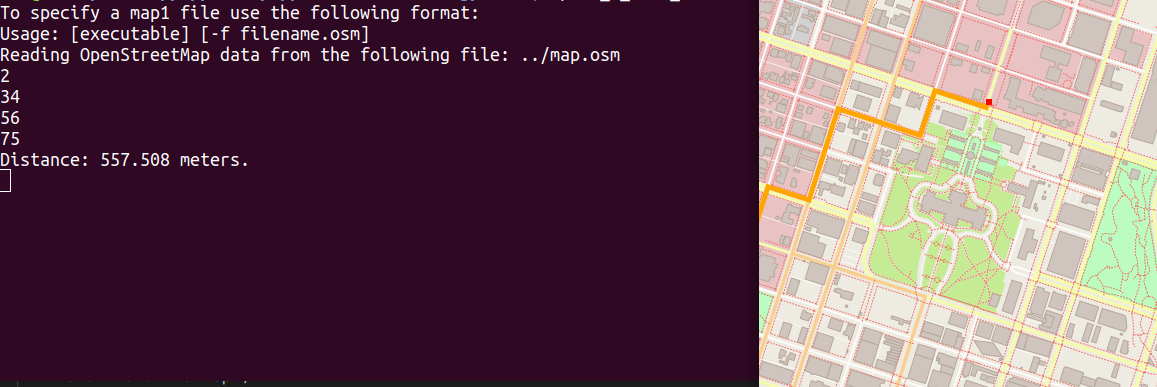 To specify a map1 file use the following format:
Usage: [executable] [-f filename.osm]
Reading OpenStreetMap data from the following file: ../map.osm
2
34
56
75
Distance: 557.508 meters.